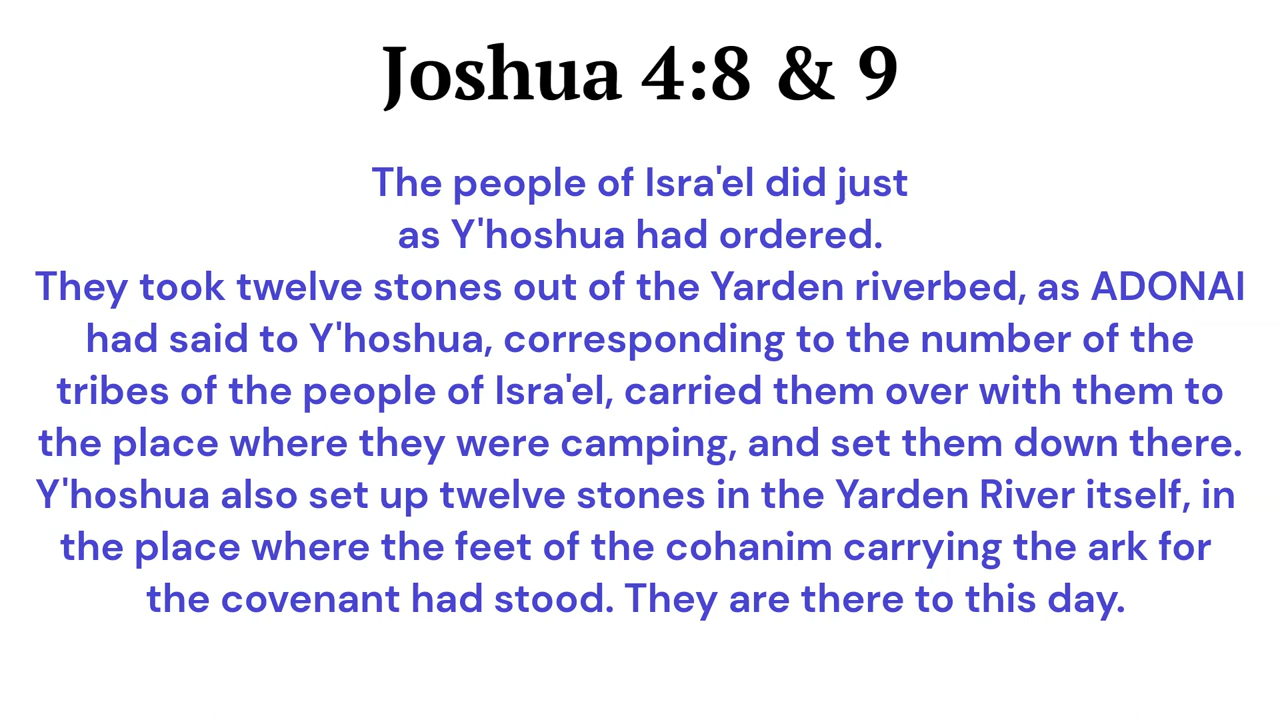 Joshua 4:8 & 9
The people of Isra'el did just
as Y'hoshua had ordered.
They took twelve stones out of the Yarden riverbed, as ADONAI
had said to Y'hoshua, corresponding to the number of the
tribes of the people of Isra'el, carried them over with them to
the place where they were camping, and set them down there.
Y'hoshua also set up twelve stones in the Yarden River itself, in
the place where the feet of the cohanim carrying the ark for
the covenant had stood. They are there to this day.